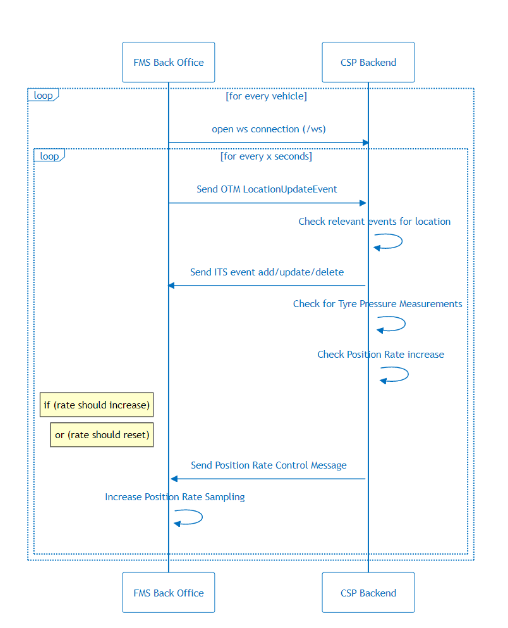 FMS Back Office
CSP Backend
loop
[for every vehicle]
open ws connection (/ws)
loop
[for every x seconds]
Send OTM LocationUpdateEvent
Check relevant events for location
Send ITS event add/update/delete
Check for Tyre Pressure Measurements
Check Position Rate increase
if (rate should increase)
or (rate should reset)
Send Position Rate Control Message
Increase Position Rate Sampling
FMS Back Office
CSP Backend